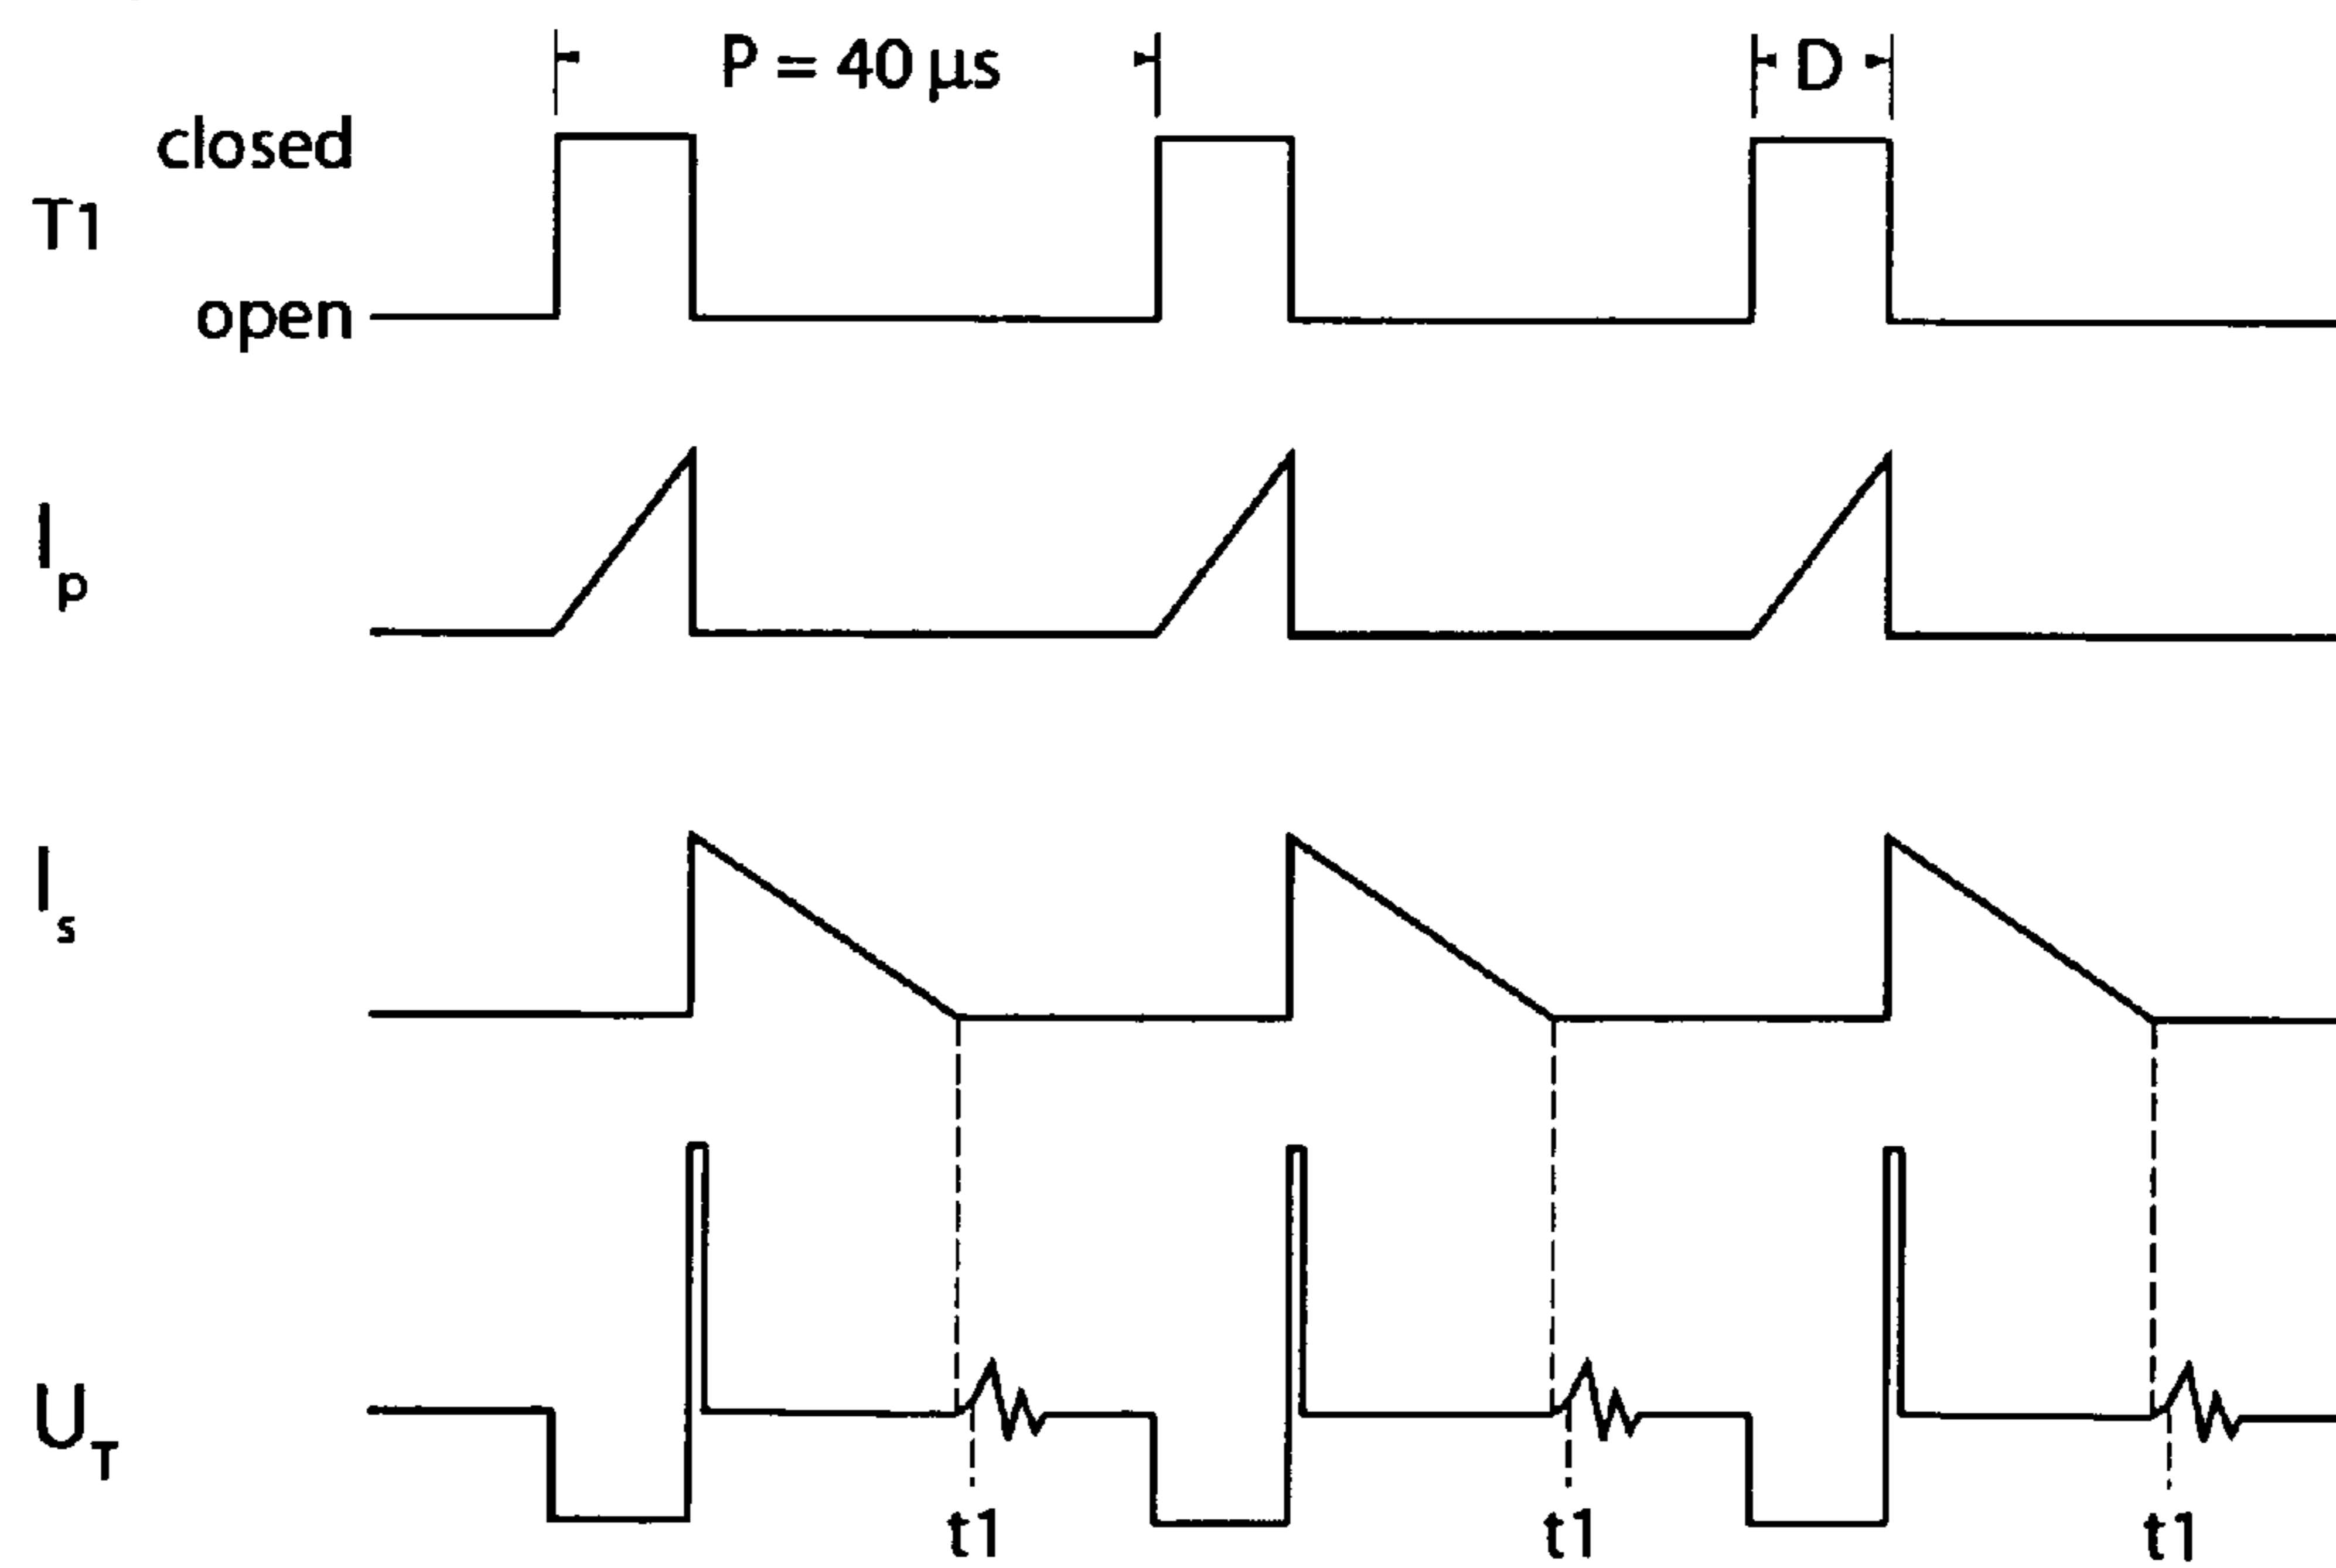 P = 40 µs
D
closed
T1
open
Ip
Is
UT
t1
t1
t1